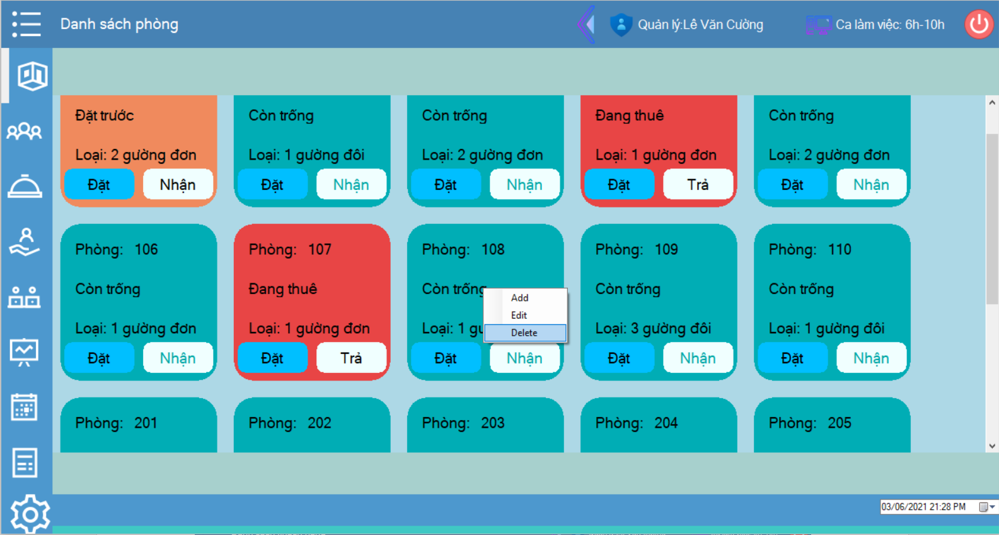 Danh sách phòng
Quản lý:Lê Văn Cường
Ca làm việc: 6h-10h
Đặt trước
Loại: 2 gường đơn
Đặt
Nhận
Còn trống
Loại: 1 gường đôi
Đặt
Nhận
Còn trống
Loại: 2 gường đơn
Đặt
Nhận
Đang thuê
Loại: 1 gường đơn
Đặt
Trả
Còn trống
Loại: 2 gường đơn
Đặt
Nhận
Phòng: 106
Còn trống
Loại: 1 gường đơn
Đặt
Nhận
Phòng: 107
Đang thuê
Loại: 1 gường đơn
Đặt
Trả
Phòng: 108
Còn trống
Loại: 1
Đặt
Nhận
Add
Edit
Delete
Phòng: 109
Còn trống
Loại: 3 gường đôi
Đặt
Nhận
Phòng: 110
Còn trống
Loại: 1 gường đôi
Đặt
Nhận
Phòng: 201
Phòng: 202
Phòng: 203
Phòng: 204
Phòng: 205
03/06/2021 21:28 PM